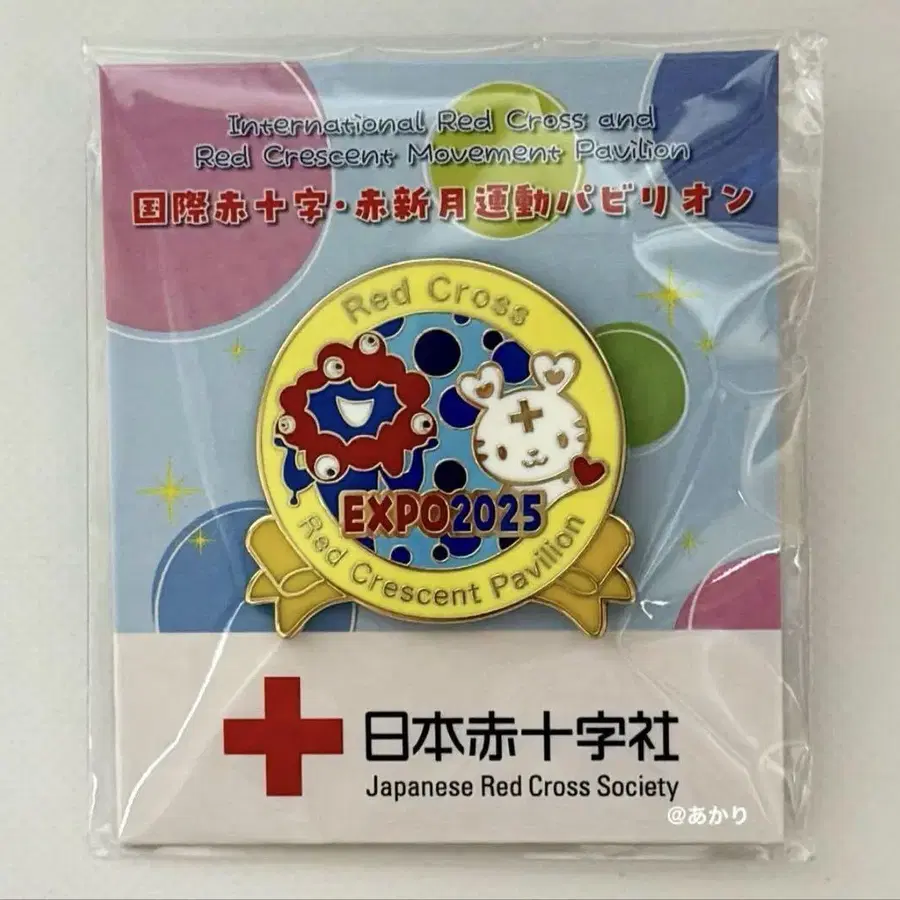 International Red Cross and
Red Crescent Movement Pavilion
国際赤十字・赤新月運動パビリオン
Red Cross
EXPO2025
Red Crescent Pavilion
日本赤十字社
Japanese Red Cross Society
@あかり